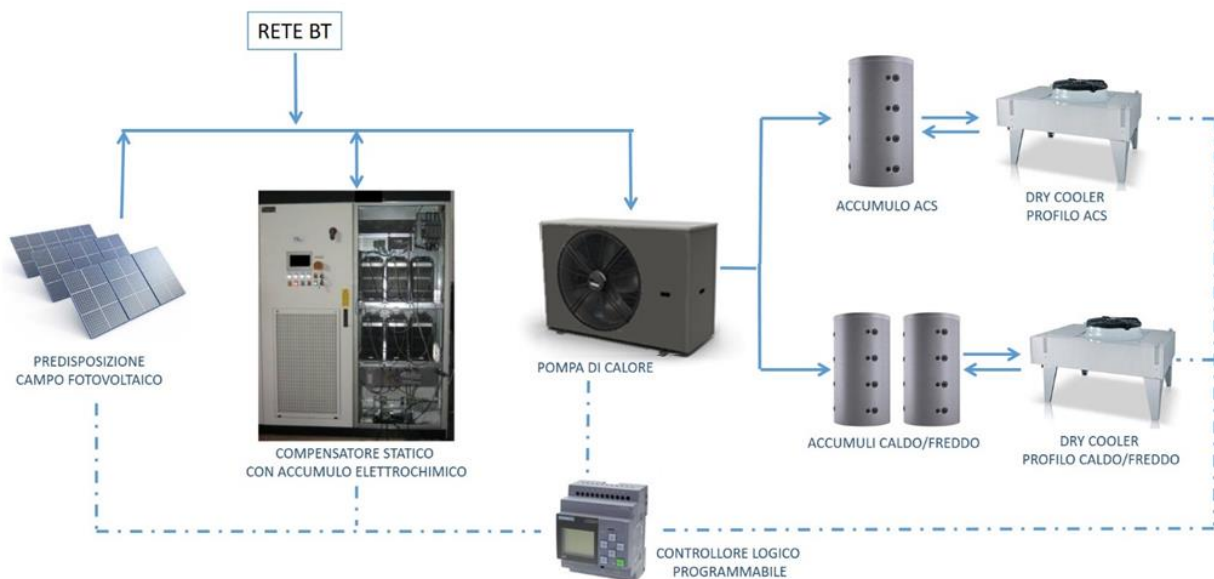 RETE BT
ACCUMULO ACS
DRY COOLER
PROFILO ACS
PREDISPOSIZIONE
CAMPO FOTOVOLTAICO
COMPENSATORE STATICO
CON ACCUMULO ELETTROCHIMICO
POMPA DI CALORE
ACCUMULI CALDO/FREDDO
DRY COOLER
PROFILO CALDO/FREDDO
CONTROLLORE LOGICO
PROGRAMMABILE